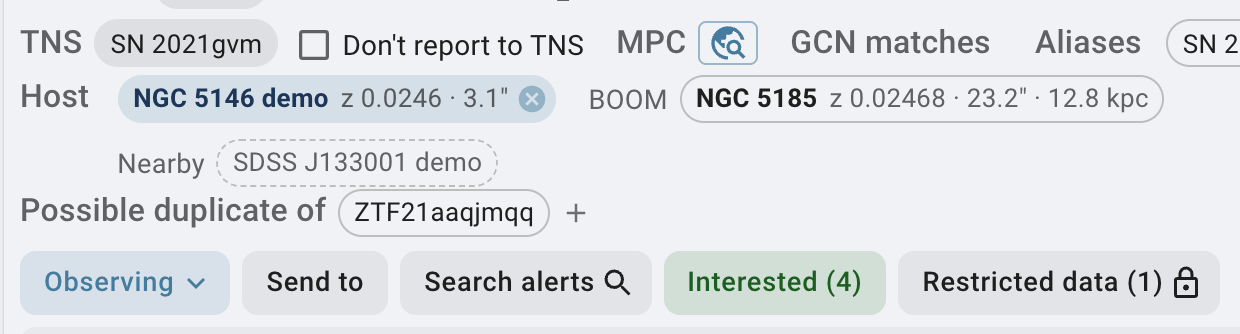 TNS SN 2021gvm Don't report to TNS MPC GCN matches Aliases SN 2
Host NGC 5146 demo z 0.0246 · 3.1" BOOM NGC 5185 z 0.02468 · 23.2" · 12.8 kpc
Nearby SDSS J133001 demo
Possible duplicate of ZTF21aaqjmqq +
Observing Send to Search alerts Interested (4) Restricted data (1)